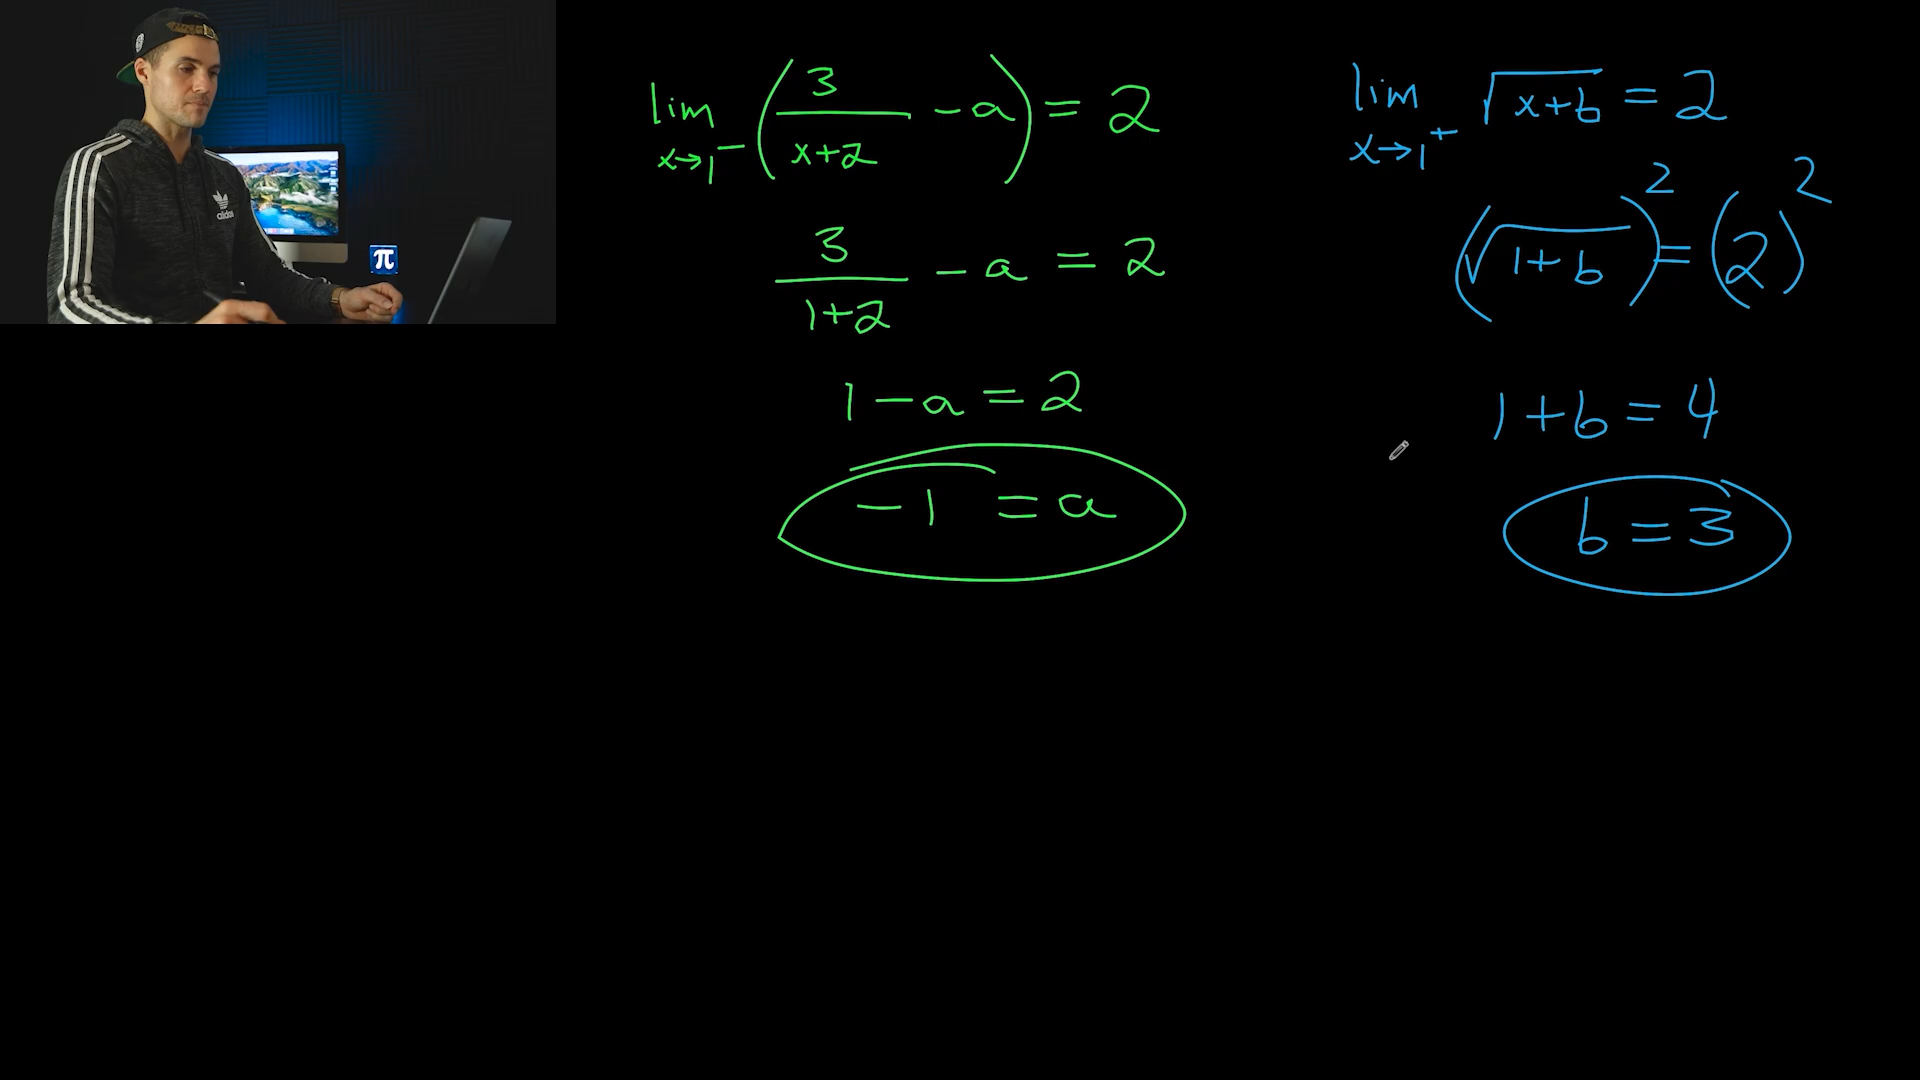 adidas
π
lim x→1⁻ (3/(x+2) - a) = 2
3/(1+2) - a = 2
1 - a = 2
-1 = a
lim x→1⁺ √(x+b) = 2
(√(1+b))² = (2)²
1 + b = 4
b = 3